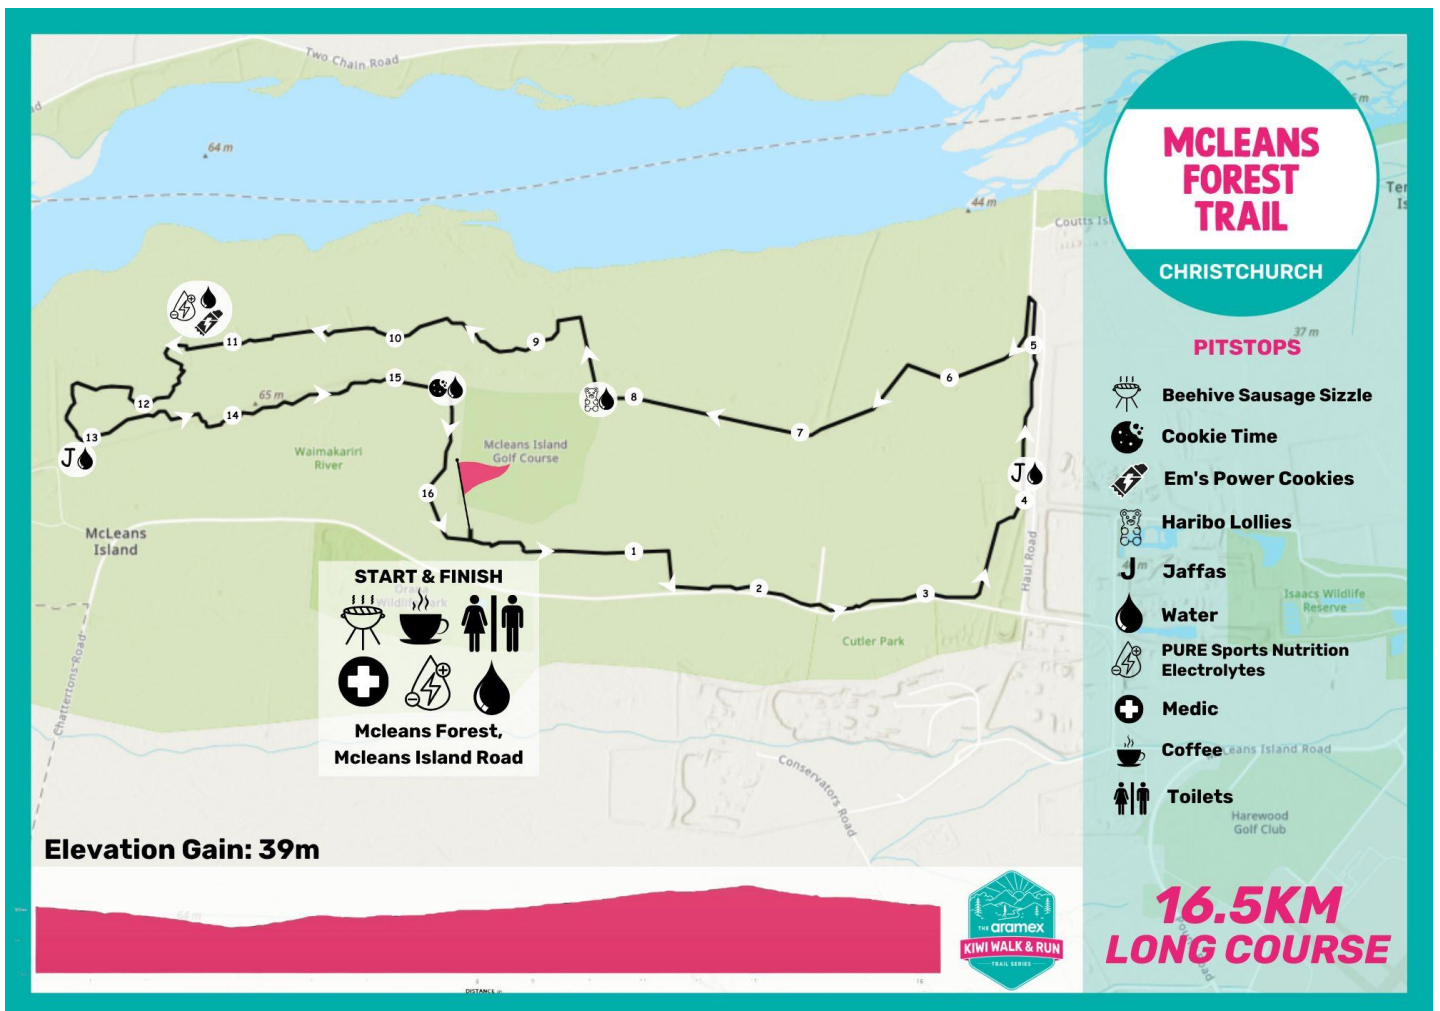 Two Chain Road
64 m
44 m
Coutts Is
MCLEANS
FOREST
TRAIL
CHRISTCHURCH
37 m
PITSTOPS
Beehive Sausage Sizzle
Cookie Time
Em's Power Cookies
Haribo Lollies
J
Jaffas
Water
PURE Sports Nutrition
Electrolytes
Medic
Coffee
Toilets
11
10
9
5
15
6
12
65 m
14
8
7
13
J
Waimakariri
River
Mcleans Island
Golf Course
16
J
4
McLeans
Island
1
2
3
Haul Road
Isaacs Wildlife
Reserve
Cutler Park
START & FINISH
Mcleans Forest,
Mcleans Island Road
Chattertons Road
Conservators Road
Island Road
Harewood
Golf Club
Elevation Gain: 39m
THE aramex
KIWI WALK & RUN
TRAIL SERIES
16.5KM
LONG COURSE
DISTANCE